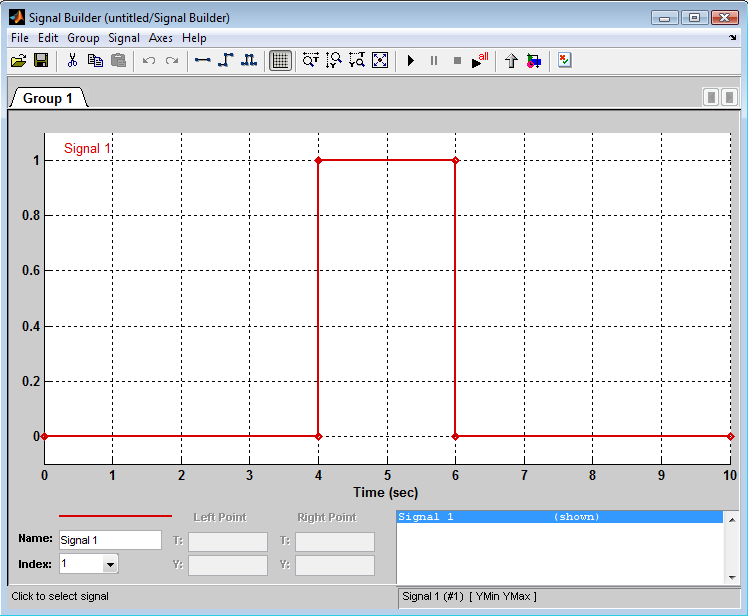 Signal Builder (untitled/Signal Builder)
File Edit Group Signal Axes Help
all
Group 1
Signal 1
1
0.8
0.6
0.4
0.2
0
0 1 2 3 4 5 6 7 8 9 10
Time (sec)
Left Point Right Point
Name: Signal 1 T: T:
Index: 1 Y: Y:
Signal 1 (shown)
Click to select signal
Signal 1 (#1) [ YMin YMax ]